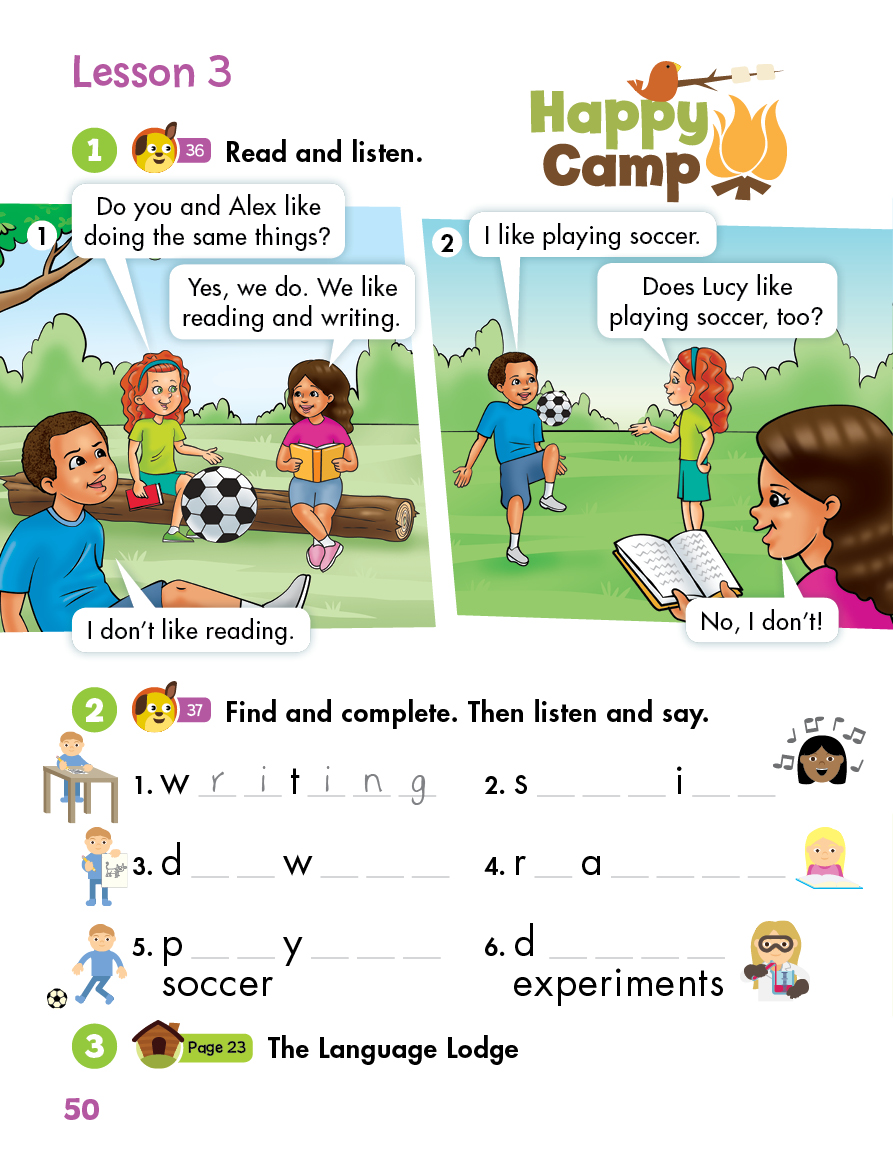 Lesson 3
Happy
Camp
1 36 Read and listen.
1
Do you and Alex like
doing the same things?
Yes, we do. We like
reading and writing.
I don't like reading.
2
I like playing soccer.
Does Lucy like
playing soccer, too?
No, I don't!
2 37 Find and complete. Then listen and say.
1. w r i t i n g
2. s _ _ _ i _ _
3. d _ _ w _ _ _
4. r _ a _ _ _ _
5. p _ _ y _ _ _
soccer
6. d _ _ _ _
experiments
3 Page 23 The Language Lodge
50